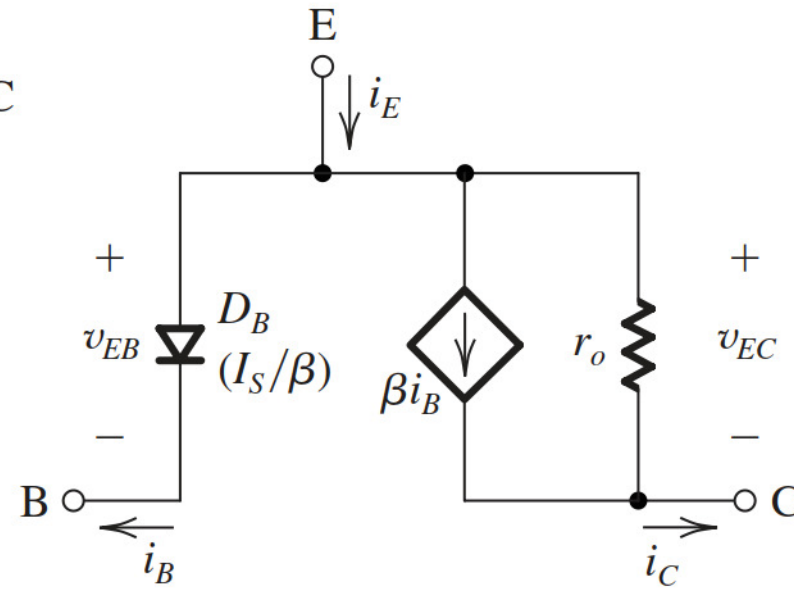 E
C
i_E
+
+
D_B
v_EB
(I_S/β)
βi_B
r_o
v_EC
−
−
B
C
i_B
i_C